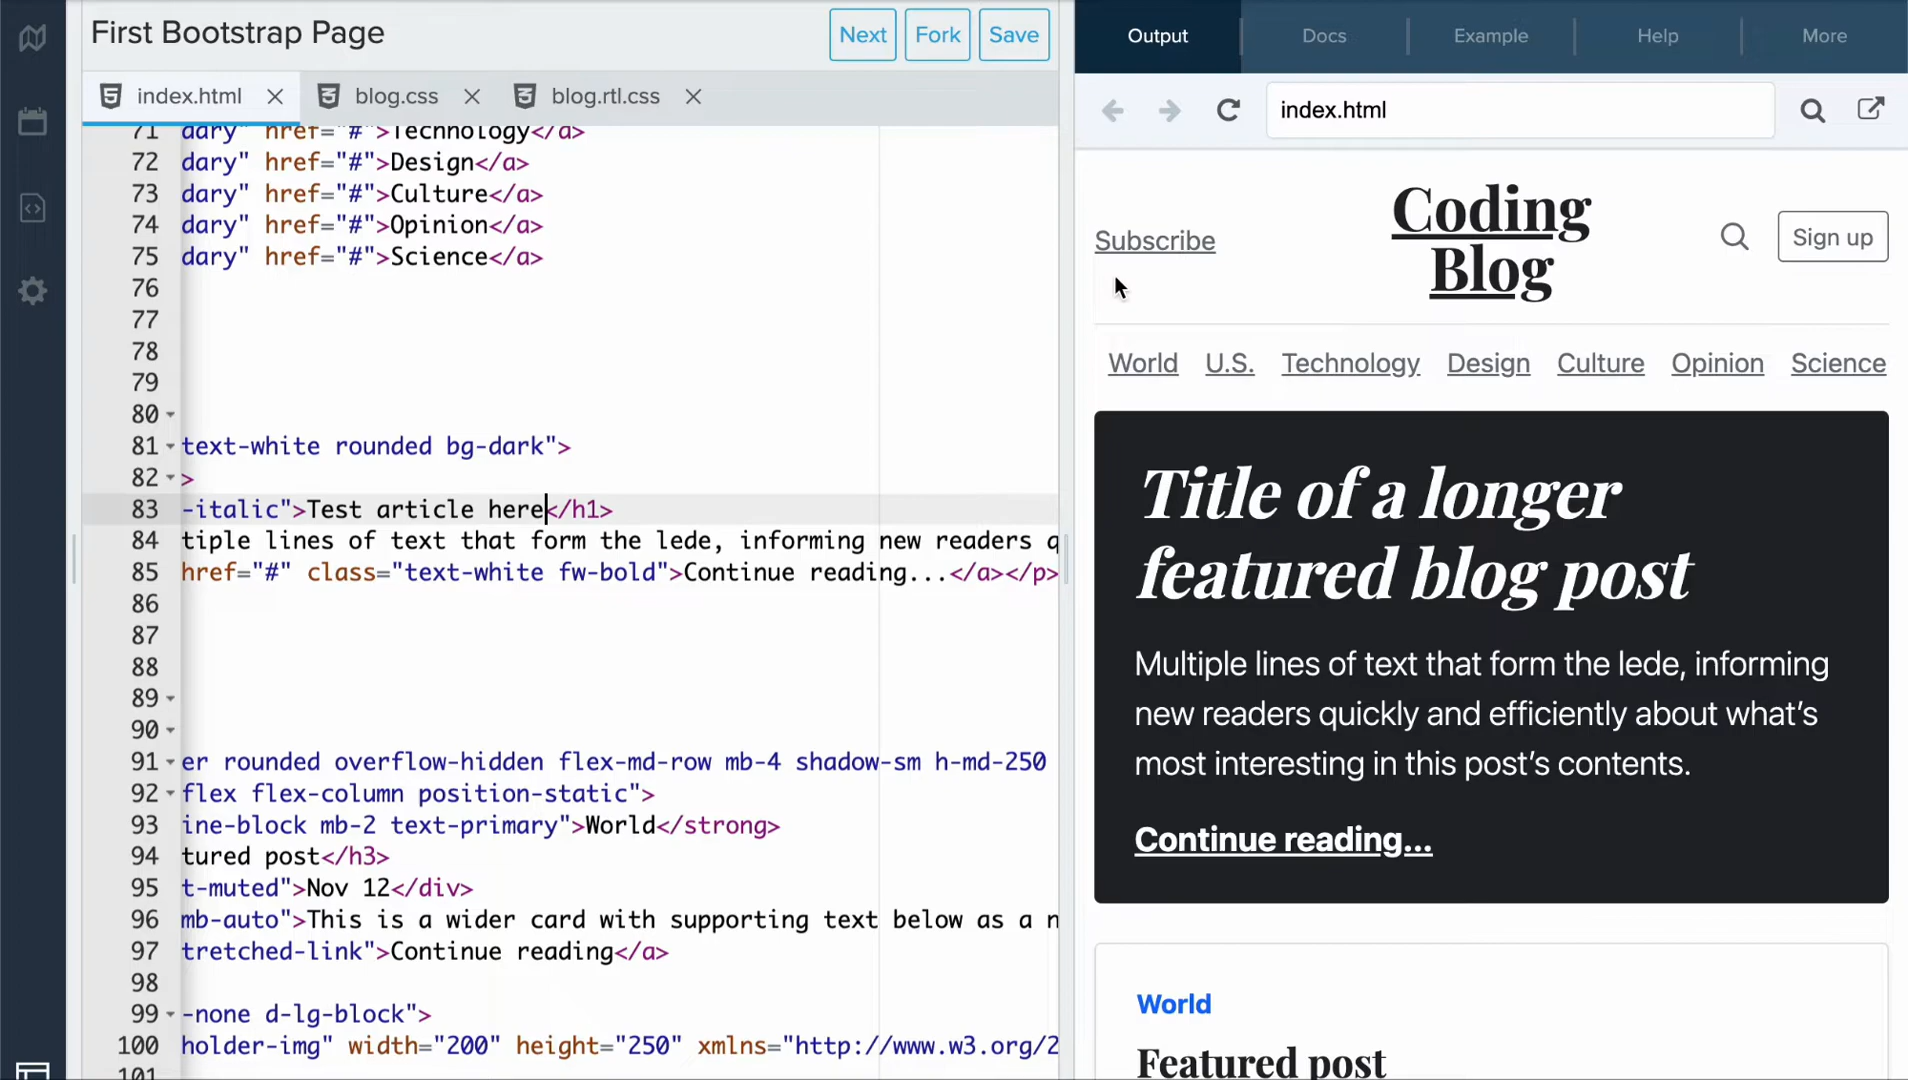 First Bootstrap Page
Next
Fork
Save
index.html
blog.css
blog.rtl.css
71 dary" href="#">Technology</a>
72 dary" href="#">Design</a>
73 dary" href="#">Culture</a>
74 dary" href="#">Opinion</a>
75 dary" href="#">Science</a>
76
77
78
79
80
81 text-white rounded bg-dark">
82 >
83 -italic">Test article here</h1>
84 tiple lines of text that form the lede, informing new readers q
85 href="#" class="text-white fw-bold">Continue reading...</a></p>
86
87
88
89
90
91 er rounded overflow-hidden flex-md-row mb-4 shadow-sm h-md-250
92 flex flex-column position-static">
93 ine-block mb-2 text-primary">World</strong>
94 tured post</h3>
95 t-muted">Nov 12</div>
96 mb-auto">This is a wider card with supporting text below as a n
97 tretched-link">Continue reading</a>
98
99 -none d-lg-block">
100 holder-img" width="200" height="250" xmlns="http://www.w3.org/2
101
Output
Docs
Example
Help
More
index.html
Subscribe
Coding
Blog
Sign up
World U.S. Technology Design Culture Opinion Science
Title of a longer
featured blog post
Multiple lines of text that form the lede, informing
new readers quickly and efficiently about what’s
most interesting in this post’s contents.
Continue reading...
World
Featured post